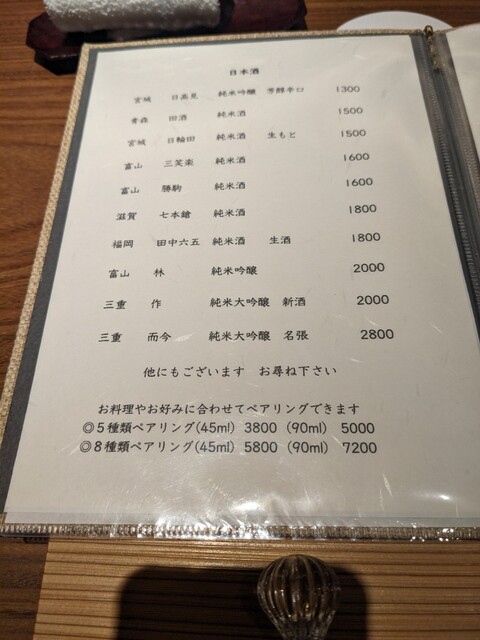 日本酒
宮城 日高見 純米吟醸 芳醇辛口 1300
青森 田酒 純米酒 1500
宮城 日輪田 純米酒 生もと 1500
富山 三笑楽 純米酒 1600
富山 勝駒 純米酒 1600
滋賀 七本鎗 純米酒 1800
福岡 田中六五 純米酒 生酒 1800
富山 林 純米吟醸 2000
三重 作 純米大吟醸 新酒 2000
三重 而今 純米大吟醸 名張 2800
他にもございます お尋ね下さい
お料理やお好みに合わせてペアリングできます
◎5種類ペアリング(45ml) 3800 (90ml) 5000
◎8種類ペアリング(45ml) 5800 (90ml) 7200